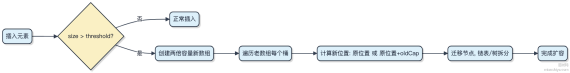 插入元素
size > threshold?
否
正常插入
是
创建两倍容量新数组
遍历老数组每个桶
计算新位置: 原位置 或 原位置+oldCap
迁移节点, 链表/树拆分
完成扩容